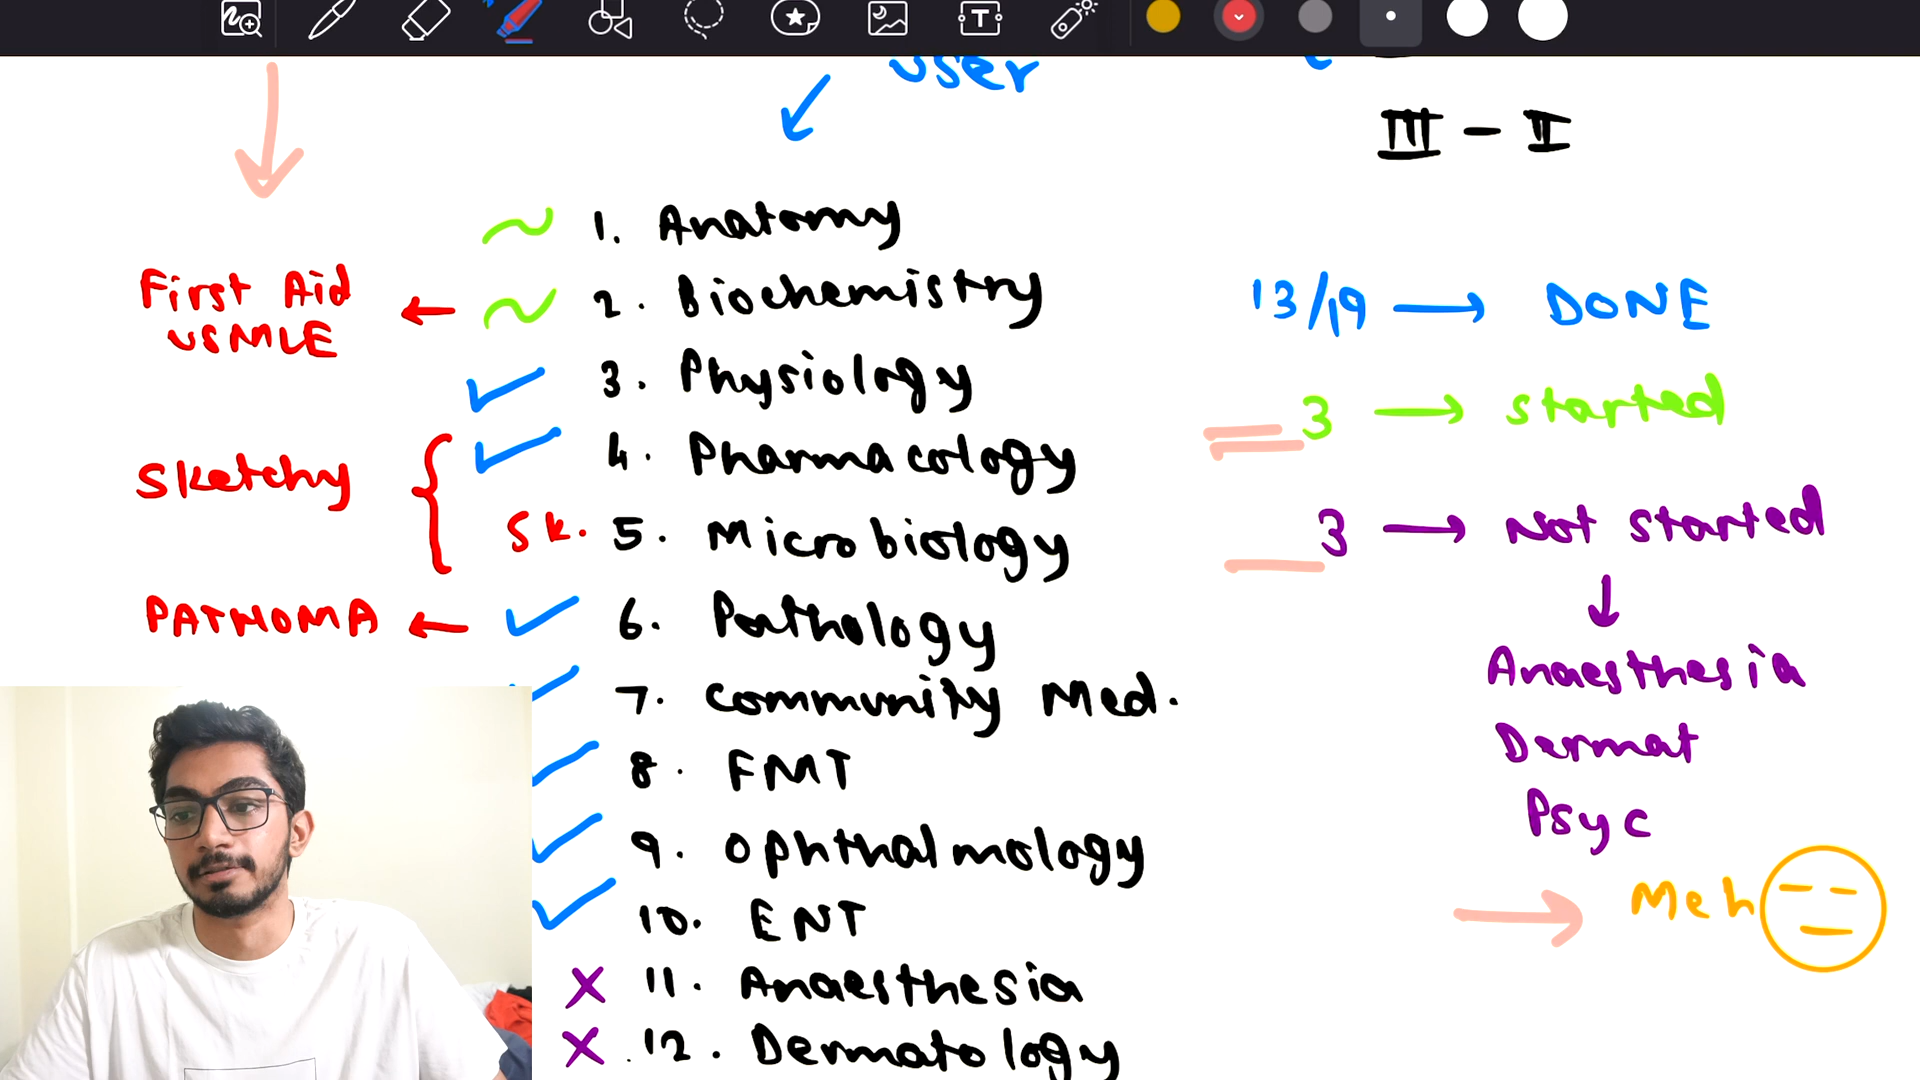 user
III - II
1. Anatomy
First Aid
USMLE
2. Biochemistry
13/19 → DONE
3. Physiology
3 → started
Sketchy
4. Pharmacology
SK. 5. Microbiology
3 → Not started
PATHOMA
6. Pathology
Anaesthesia
7. Community Med.
Dermat
8. FMT
Psyc
9. Ophthalmology
Meh
10. ENT
X 11. Anaesthesia
X 12. Dermatology